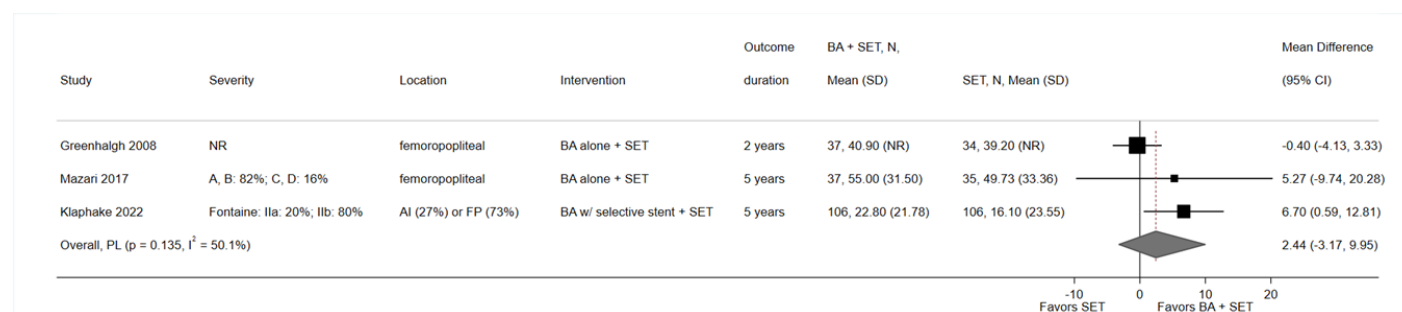 Outcome BA + SET, N, Mean Difference
Study Severity Location Intervention duration Mean (SD) SET, N, Mean (SD) (95% CI)
Greenhalgh 2008 NR femoropopliteal BA alone + SET 2 years 37, 40.90 (NR) 34, 39.20 (NR) -0.40 (-4.13, 3.33)
Mazari 2017 A, B: 82%; C, D: 16% femoropopliteal BA alone + SET 5 years 37, 55.00 (31.50) 35, 49.73 (33.36) 5.27 (-9.74, 20.28)
Klaphake 2022 Fontaine: IIa: 20%; IIb: 80% AI (27%) or FP (73%) BA w/ selective stent + SET 5 years 106, 22.80 (21.78) 106, 16.10 (23.55) 6.70 (0.59, 12.81)
Overall, PL (p = 0.135, I² = 50.1%) 2.44 (-3.17, 9.95)
-10 0 10 20
Favors SET Favors BA + SET